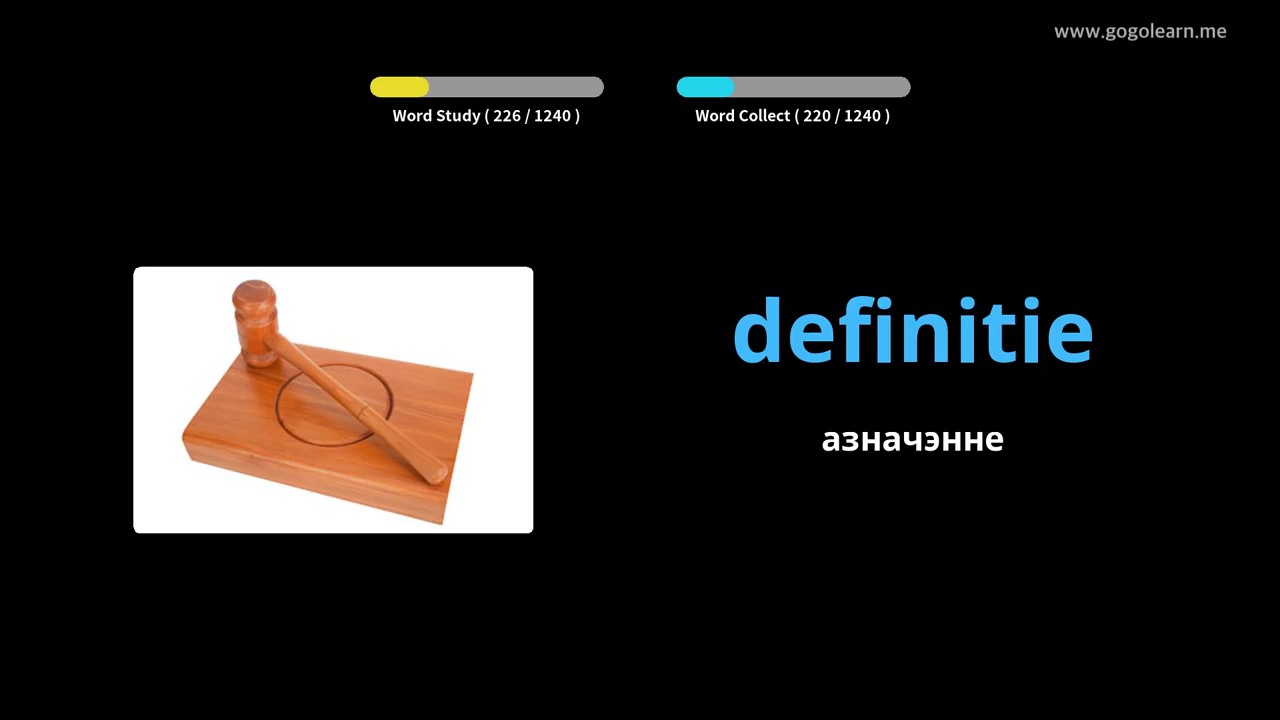 www.gogolearn.me
Word Study ( 226 / 1240 )
Word Collect ( 220 / 1240 )
definitie
азначэнне